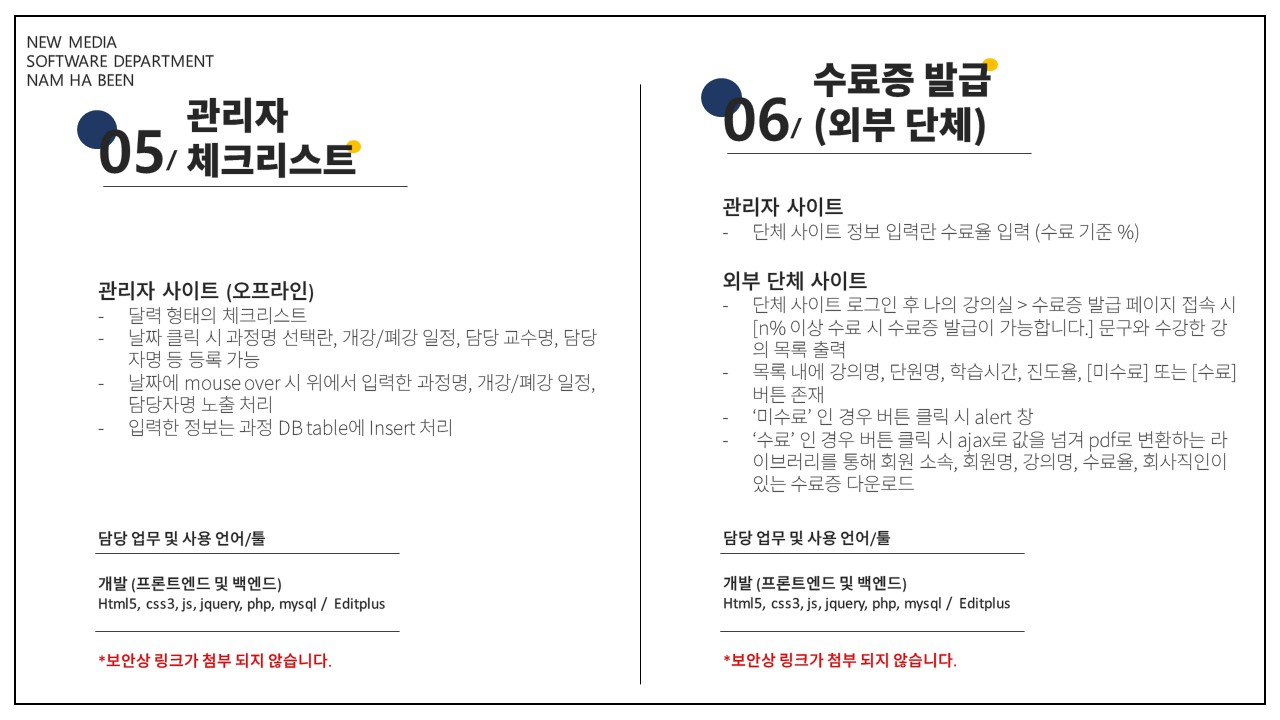 NEW MEDIA
SOFTWARE DEPARTMENT
NAM HA BEEN
05/ 관리자
체크리스트
관리자 사이트 (오프라인)
- 달력 형태의 체크리스트
- 날짜 클릭 시 과정명 선택란, 개강/폐강 일정, 담당 교수명, 담당
자명 등 등록 가능
- 날짜에 mouse over 시 위에서 입력한 과정명, 개강/폐강 일정,
담당자명 노출 처리
- 입력한 정보는 과정 DB table에 Insert 처리
담당 업무 및 사용 언어/툴
개발 (프론트엔드 및 백엔드)
Html5, css3, js, jquery, php, mysql / Editplus
*보안상 링크가 첨부 되지 않습니다.
06/ 수료증 발급
(외부 단체)
관리자 사이트
- 단체 사이트 정보 입력란 수료율 입력 (수료 기준 %)
외부 단체 사이트
- 단체 사이트 로그인 후 나의 강의실 > 수료증 발급 페이지 접속 시
[n% 이상 수료 시 수료증 발급이 가능합니다.] 문구와 수강한 강
의 목록 출력
- 목록 내에 강의명, 단원명, 학습시간, 진도율, [미수료] 또는 [수료]
버튼 존재
- ‘미수료’ 인 경우 버튼 클릭 시 alert 창
- ‘수료’ 인 경우 버튼 클릭 시 ajax로 값을 넘겨 pdf로 변환하는 라
이브러리를 통해 회원 소속, 회원명, 강의명, 수료율, 회사직인이
있는 수료증 다운로드
담당 업무 및 사용 언어/툴
개발 (프론트엔드 및 백엔드)
Html5, css3, js, jquery, php, mysql / Editplus
*보안상 링크가 첨부 되지 않습니다.